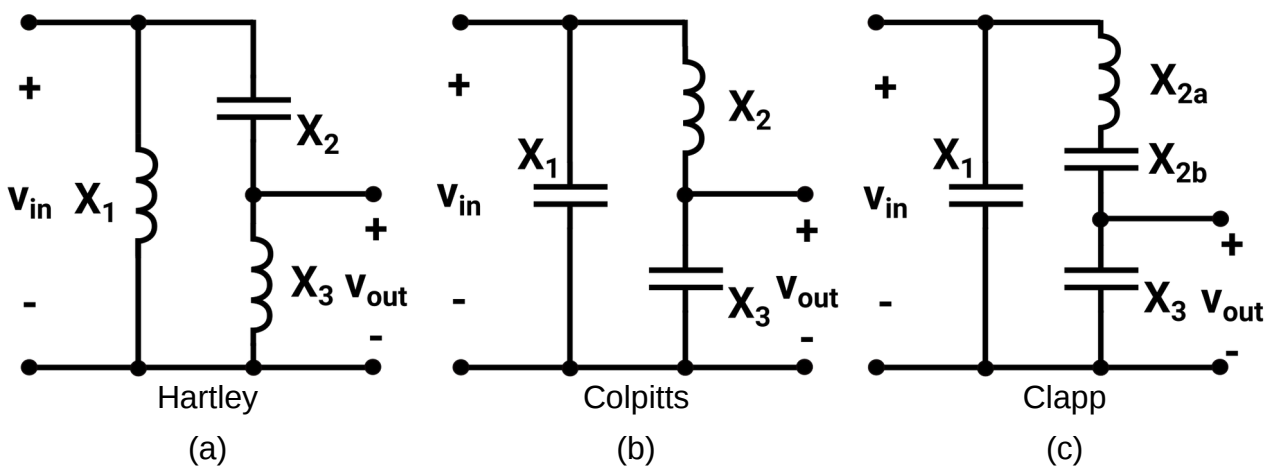 +
v_in
-
X_1
X_2
X_3
+
v_out
-
Hartley
(a)
+
v_in
-
X_1
X_2
X_3
+
v_out
-
Colpitts
(b)
+
v_in
-
X_1
X_2a
X_2b
X_3
+
v_out
-
Clapp
(c)